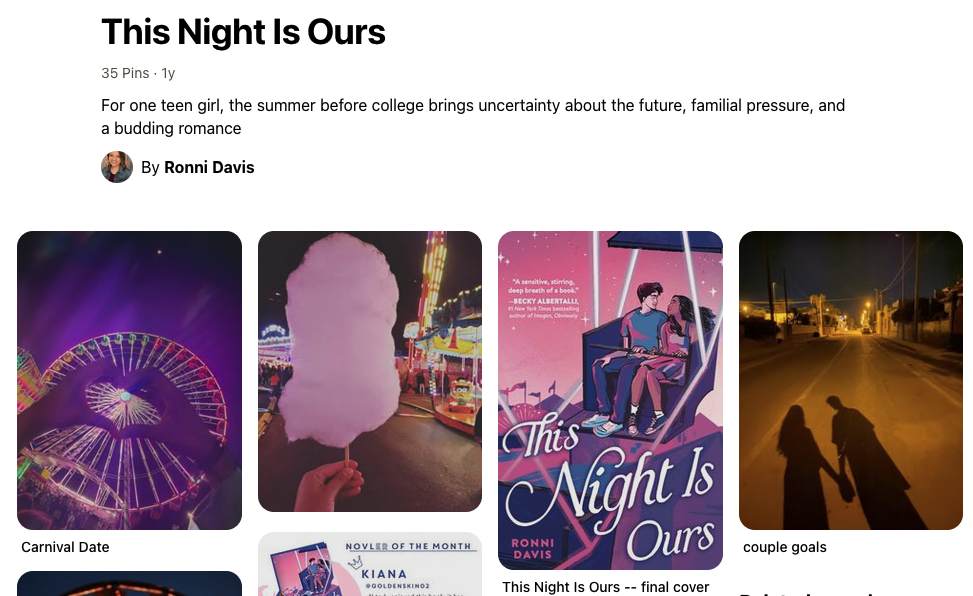 This Night Is Ours
35 Pins · 1y
For one teen girl, the summer before college brings uncertainty about the future, familial pressure, and
a budding romance
By Ronni Davis
Carnival Date
"A sensitive, stirring,
deep breath of a book."
—BECKY ALBERTALLI,
#1 New York Times bestselling
author of Imogen, Obviously
This
Night Is
Ours
RONNI
DAVIS
This Night Is Ours -- final cover
couple goals
NOVLER OF THE MONTH
KIANA
@GOLDENSKIND2